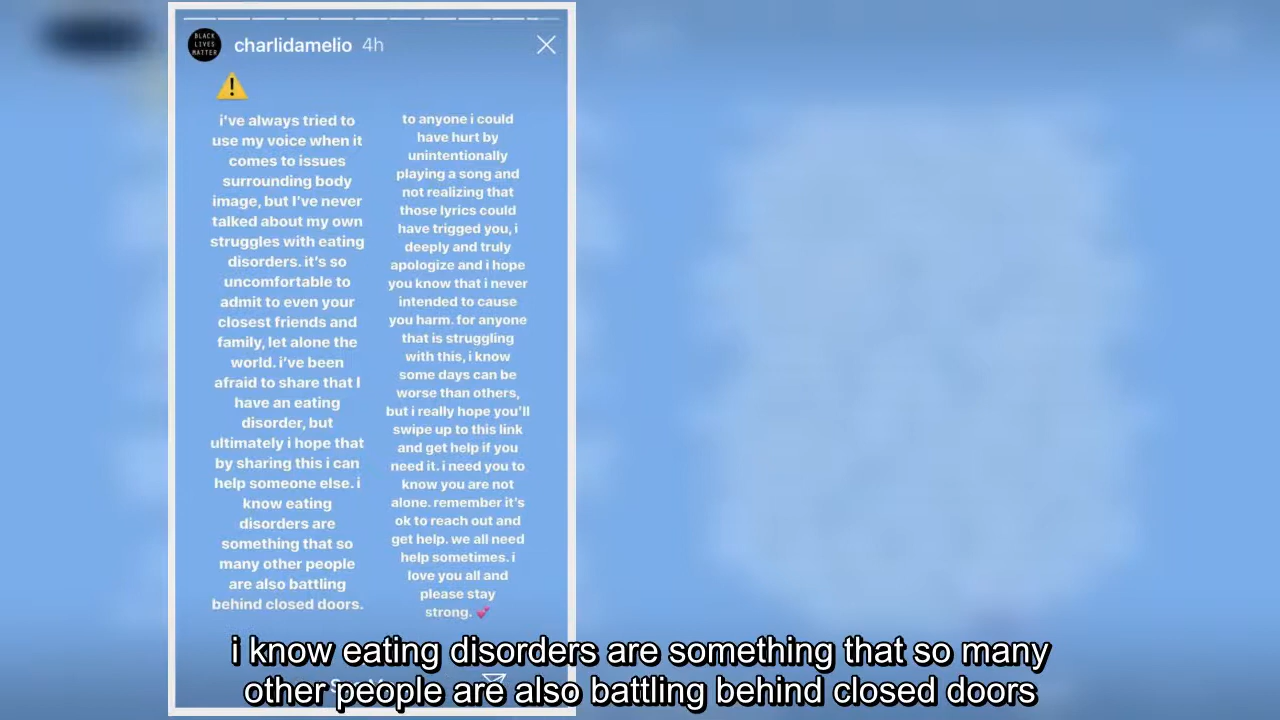 BLACK
LIVES
MATTER
charlidamelio 4h
i've always tried to
use my voice when it
comes to issues
surrounding body
image, but I've never
talked about my own
struggles with eating
disorders. it's so
uncomfortable to
admit to even your
closest friends and
family, let alone the
world. i've been
afraid to share that I
have an eating
disorder, but
ultimately i hope that
by sharing this i can
help someone else. i
know eating
disorders are
something that so
many other people
are also battling
behind closed doors.
to anyone i could
have hurt by
unintentionally
playing a song and
not realizing that
those lyrics could
have trigged you, i
deeply and truly
apologize and i hope
you know that i never
intended to cause
you harm. for anyone
that is struggling
with this, i know
some days can be
worse than others,
but i really hope you'll
swipe up to this link
and get help if you
need it. i need you to
know you are not
alone. remember it's
ok to reach out and
get help. we all need
help sometimes. i
love you all and
please stay
strong. 💕
i know eating disorders are something that so many
other people are also battling behind closed doors